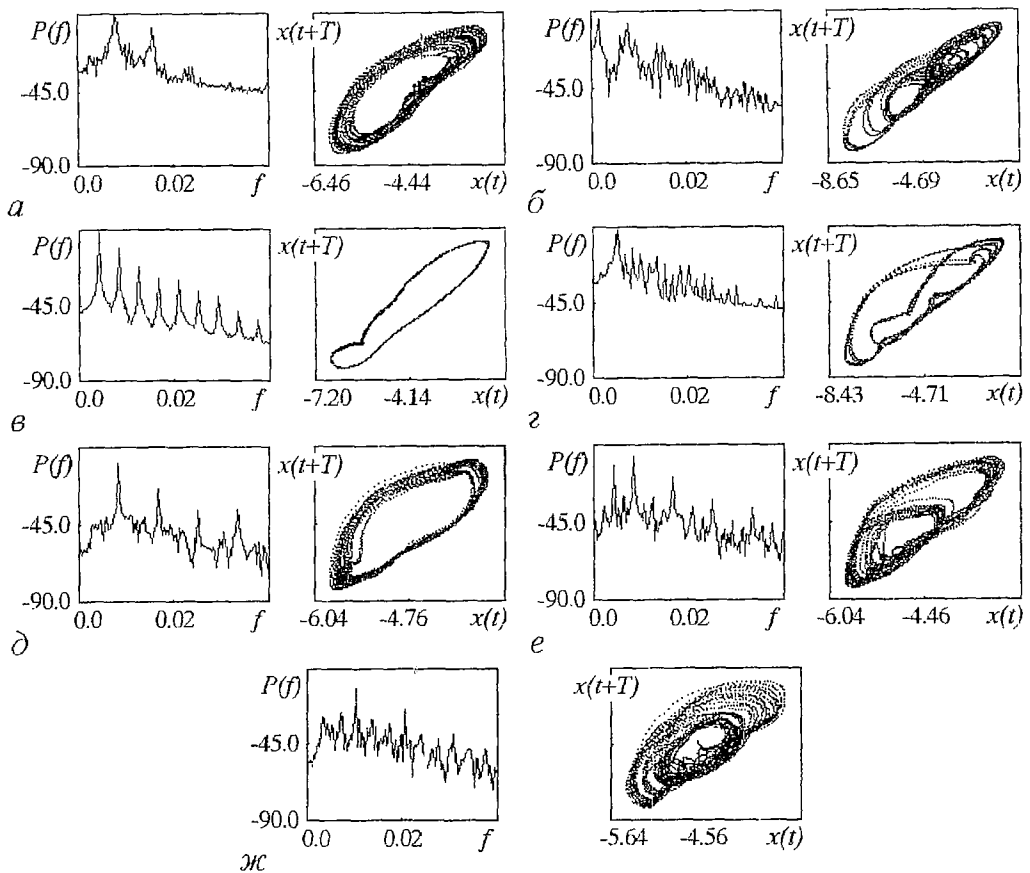 P(f) x(t+T) P(f) x(t+T)
-45.0 -45.0
-90.0 -90.0
0.0 0.02 f -6.46 -4.44 x(t) 0.0 0.02 f -8.65 -4.69 x(t)
а б
P(f) x(t+T) P(f) x(t+T)
-45.0 -45.0
-90.0 -90.0
0.0 0.02 f -7.20 -4.14 x(t) 0.0 0.02 f -8.43 -4.71 x(t)
в г
P(f) x(t+T) P(f) x(t+T)
-45.0 -45.0
-90.0 -90.0
0.0 0.02 f -6.04 -4.76 x(t) 0.0 0.02 f -6.04 -4.46 x(t)
д е
P(f) x(t+T)
-45.0
-90.0
0.0 0.02 f -5.64 -4.56 x(t)
ж